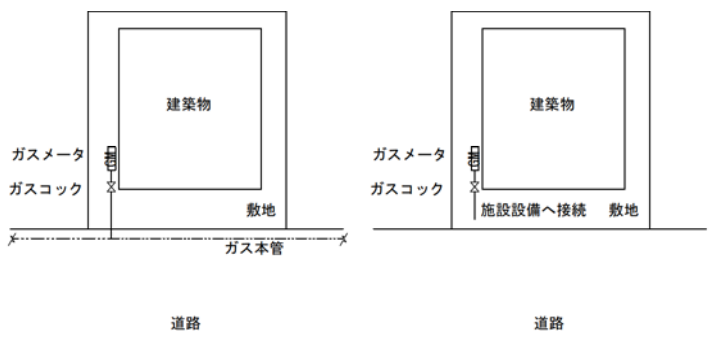 建築物
ガスメータ
ガスコック
敷地
ガス本管
道路
建築物
ガスメータ
ガスコック
施設設備へ接続 敷地
道路